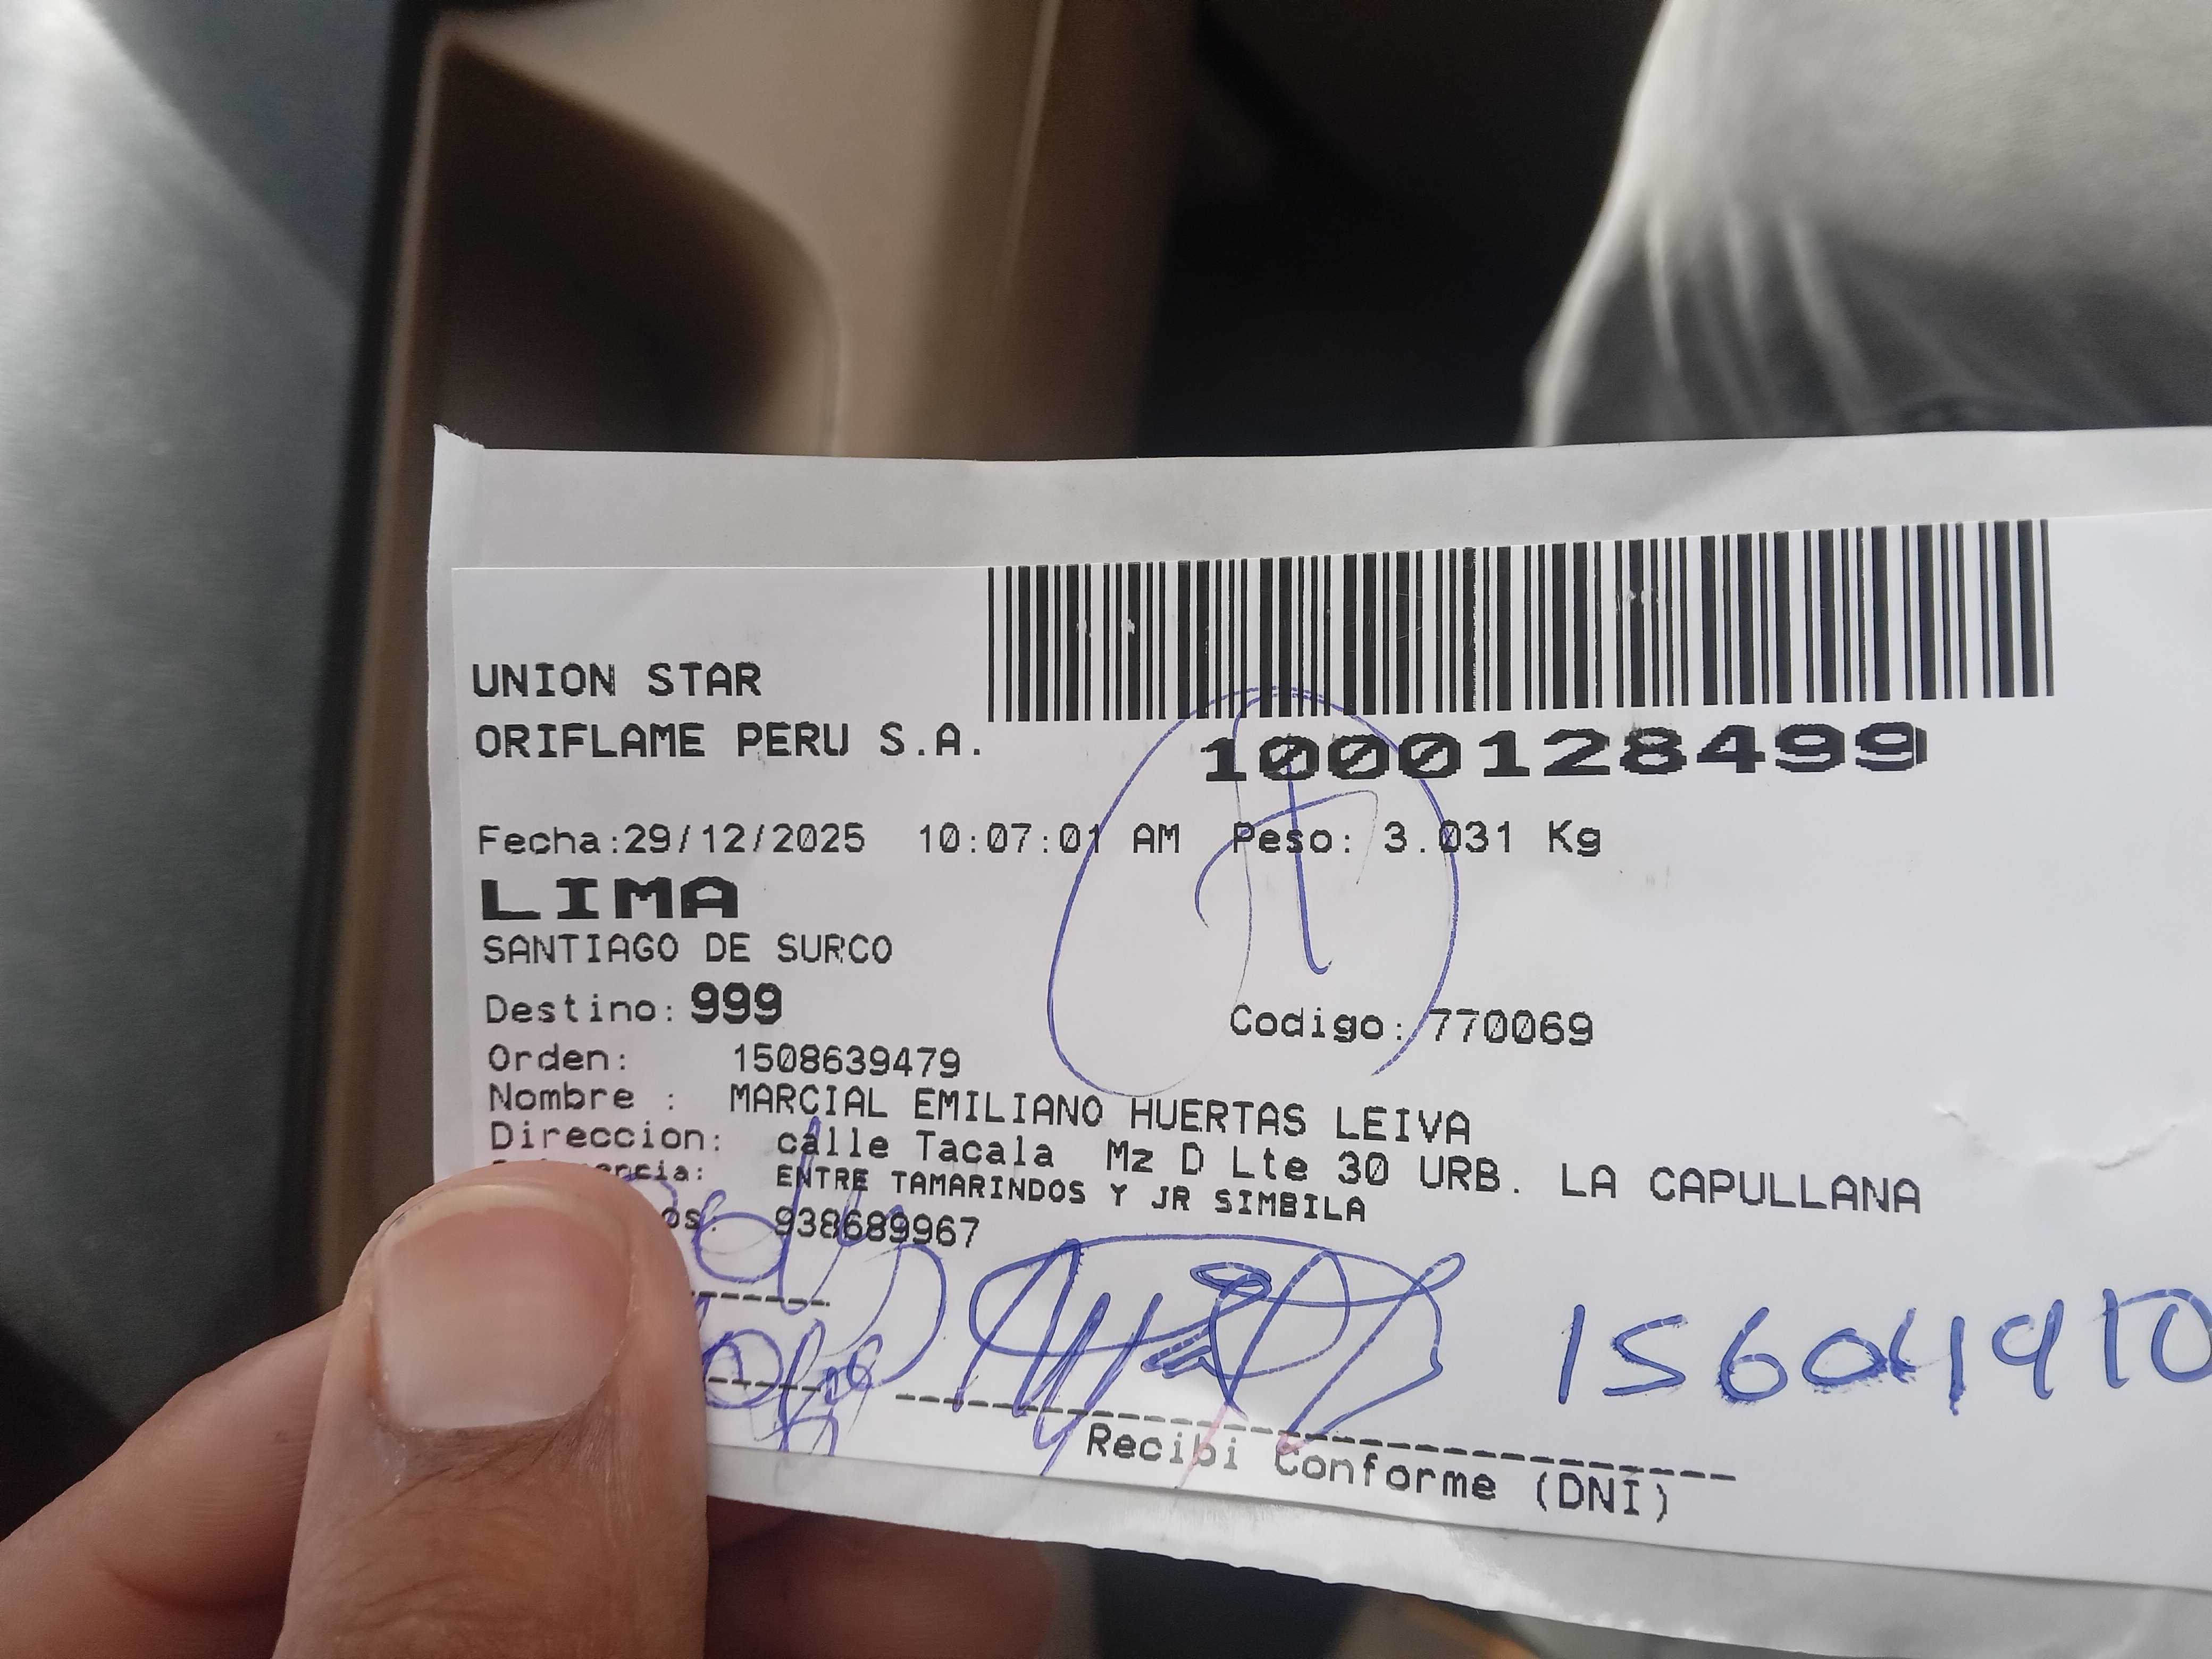 UNION STAR
ORIFLAME PERU S.A.
1000128499
Fecha:29/12/2025 10:07:01 AM Peso: 3.031 Kg
LIMA
SANTIAGO DE SURCO
Destino: 999
Codigo: 770069
Orden: 1508639479
Nombre : MARCIAL EMILIANO HUERTAS LEIVA
Direccion: calle Tacala Mz D Lte 30 URB. LA CAPULLANA
ENTRE TAMARINDOS Y JR SIMBILA
938689967
Recibi Conforme (DNI)